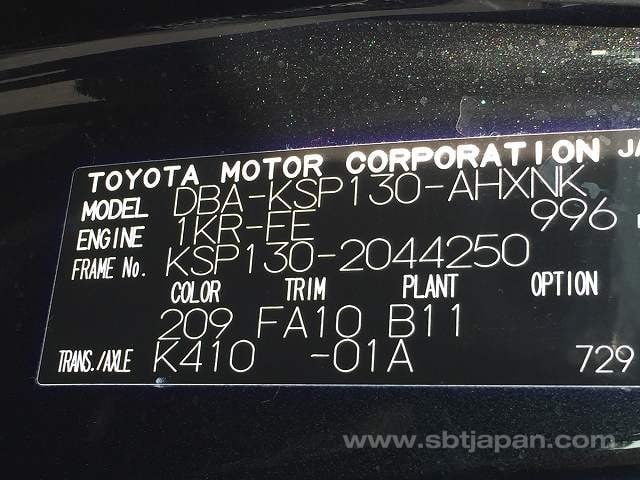 TOYOTA MOTOR CORPORATION JA
MODEL DBA-KSP130-AHXNK
ENGINE 1KR-FE 996
FRAME No. KSP130-2044250
COLOR TRIM PLANT OPTION
209 FA10 B11
TRANS./AXLE K410 -01A 729
www.sbtjapan.com